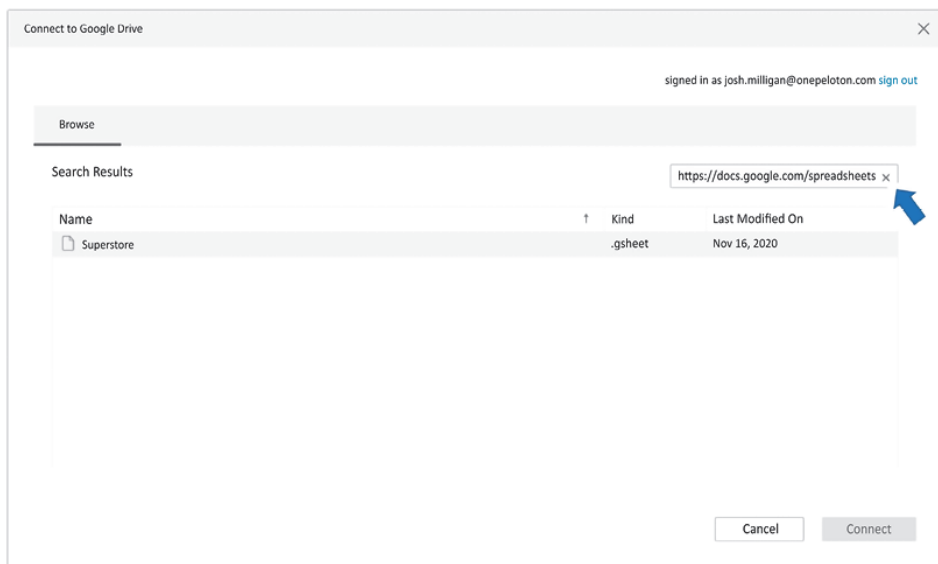 Connect to Google Drive
signed in as josh.milligan@onepeloton.com sign out
Browse
Search Results
https://docs.google.com/spreadsheets
Name ↑ Kind Last Modified On
Superstore .gsheet Nov 16, 2020
Cancel Connect